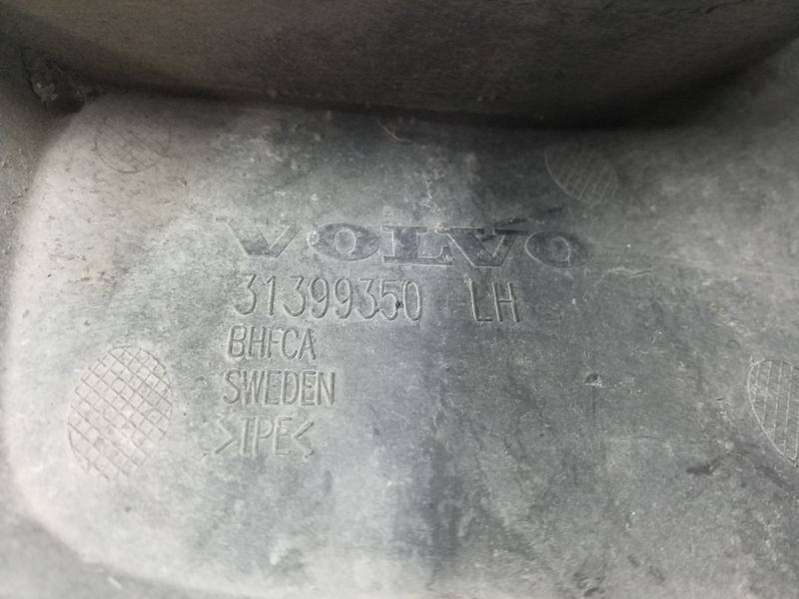 VOLVO
31399350 LH
BHFCA
SWEDEN
>TPE<